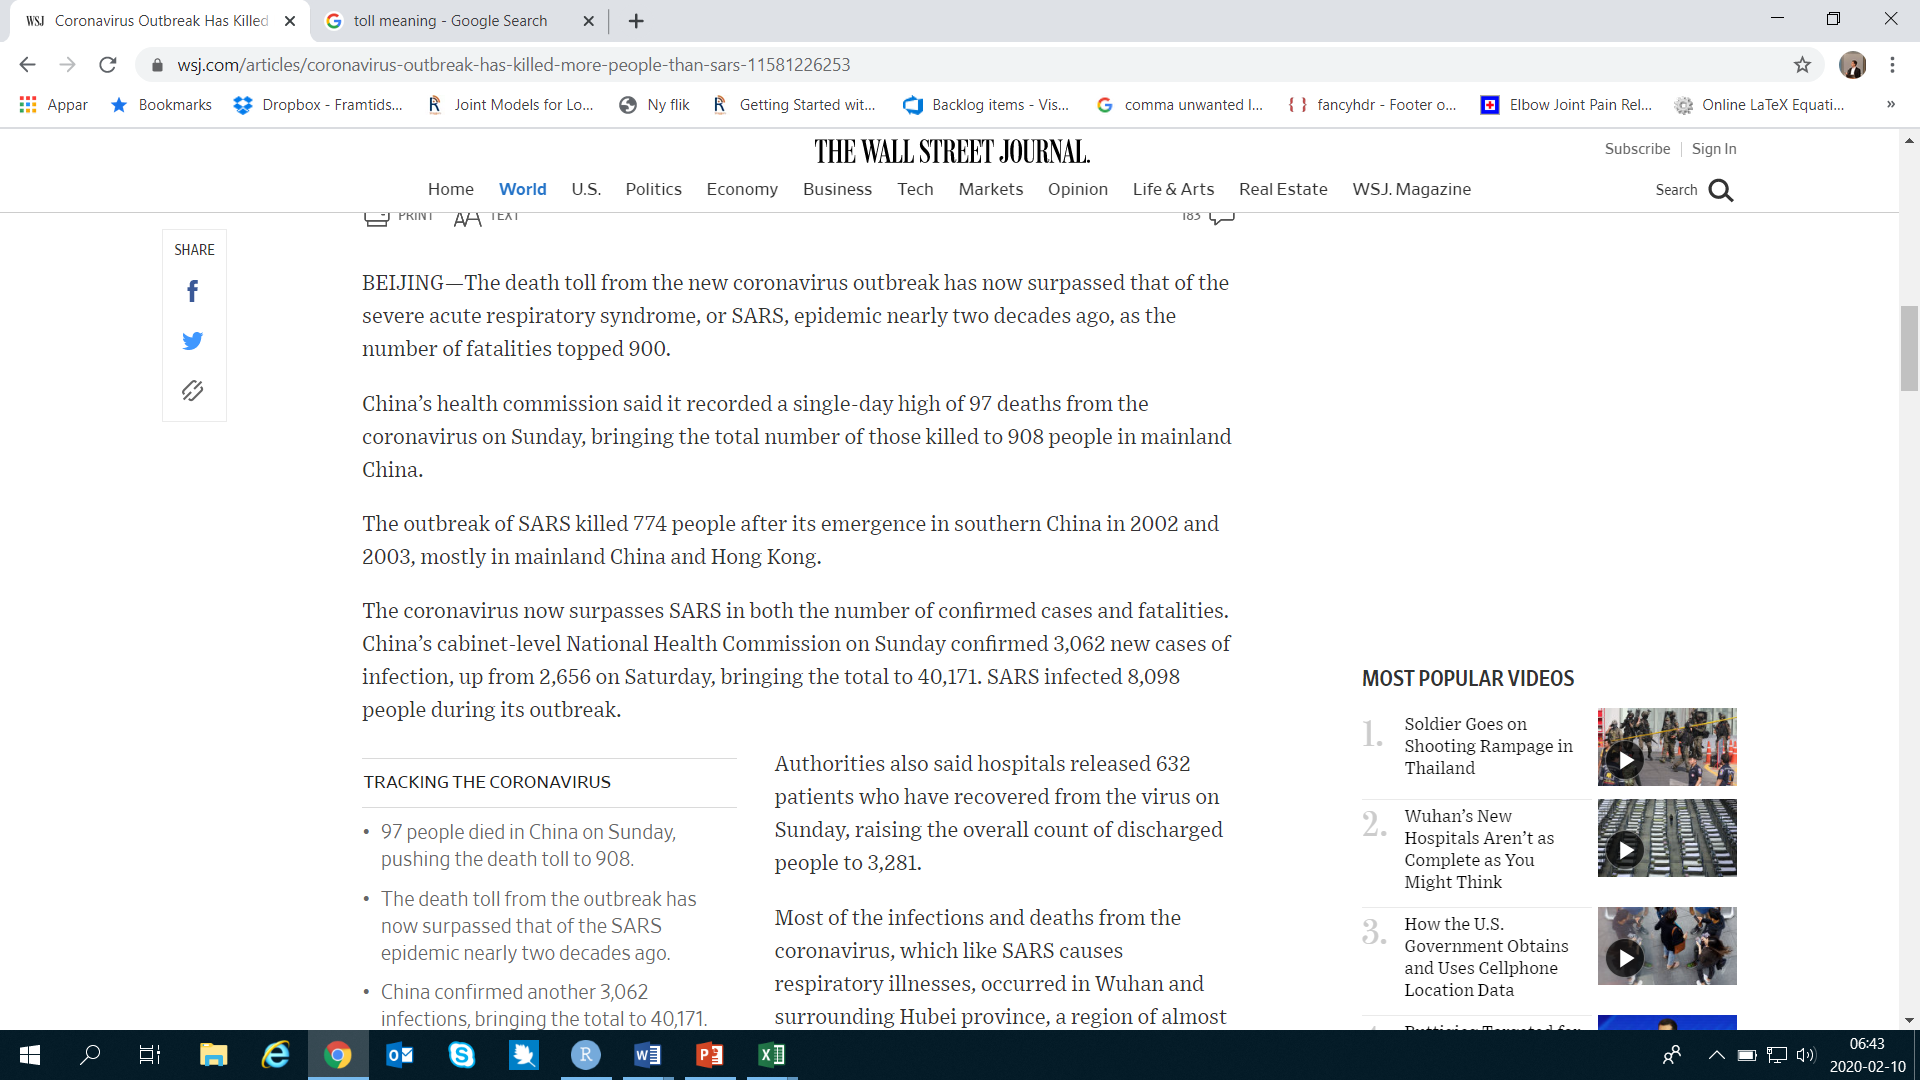 WSJ Coronavirus Outbreak Has Killed
toll meaning - Google Search
wsj.com/articles/coronavirus-outbreak-has-killed-more-people-than-sars-11581226253
Appar Bookmarks Dropbox - Framtids... Joint Models for Lo... Ny flik Getting Started wit... Backlog items - Vis... comma unwanted l... fancyhdr - Footer o... Elbow Joint Pain Rel... Online LaTeX Equati... »
THE WALL STREET JOURNAL.
Subscribe | Sign In
Home World U.S. Politics Economy Business Tech Markets Opinion Life & Arts Real Estate WSJ. Magazine
Search
PRINT AA TEXT
183
SHARE
BEIJING—The death toll from the new coronavirus outbreak has now surpassed that of the
severe acute respiratory syndrome, or SARS, epidemic nearly two decades ago, as the
number of fatalities topped 900.
China’s health commission said it recorded a single-day high of 97 deaths from the
coronavirus on Sunday, bringing the total number of those killed to 908 people in mainland
China.
The outbreak of SARS killed 774 people after its emergence in southern China in 2002 and
2003, mostly in mainland China and Hong Kong.
The coronavirus now surpasses SARS in both the number of confirmed cases and fatalities.
China’s cabinet-level National Health Commission on Sunday confirmed 3,062 new cases of
infection, up from 2,656 on Saturday, bringing the total to 40,171. SARS infected 8,098
people during its outbreak.
TRACKING THE CORONAVIRUS
• 97 people died in China on Sunday,
pushing the death toll to 908.
• The death toll from the outbreak has
now surpassed that of the SARS
epidemic nearly two decades ago.
• China confirmed another 3,062
infections, bringing the total to 40,171.
Authorities also said hospitals released 632
patients who have recovered from the virus on
Sunday, raising the overall count of discharged
people to 3,281.
Most of the infections and deaths from the
coronavirus, which like SARS causes
respiratory illnesses, occurred in Wuhan and
surrounding Hubei province, a region of almost
MOST POPULAR VIDEOS
1. Soldier Goes on
Shooting Rampage in
Thailand
2. Wuhan’s New
Hospitals Aren’t as
Complete as You
Might Think
3. How the U.S.
Government Obtains
and Uses Cellphone
Location Data
06:43
2020-02-10